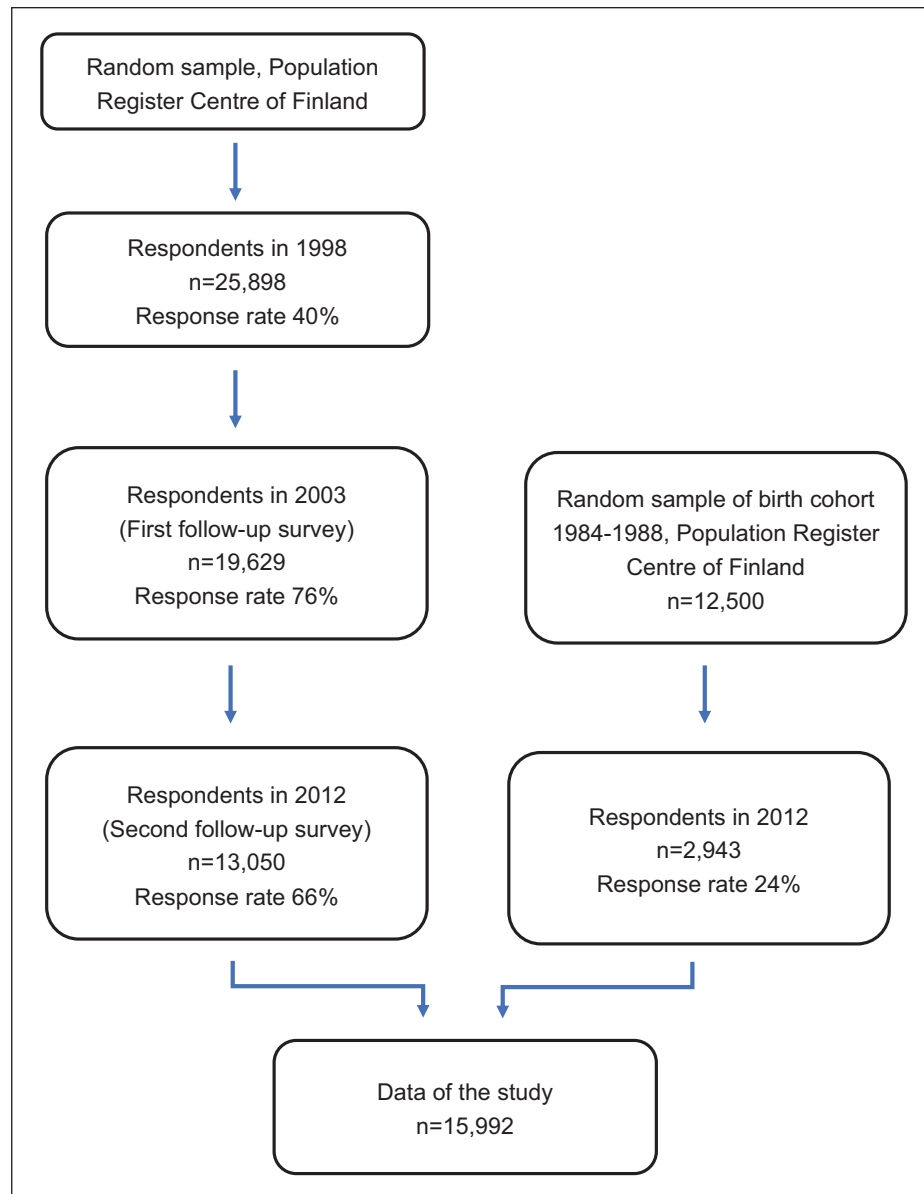 Random sample, Population
Register Centre of Finland
Respondents in 1998
n=25,898
Response rate 40%
Respondents in 2003
(First follow-up survey)
n=19,629
Response rate 76%
Random sample of birth cohort
1984-1988, Population Register
Centre of Finland
n=12,500
Respondents in 2012
(Second follow-up survey)
n=13,050
Response rate 66%
Respondents in 2012
n=2,943
Response rate 24%
Data of the study
n=15,992